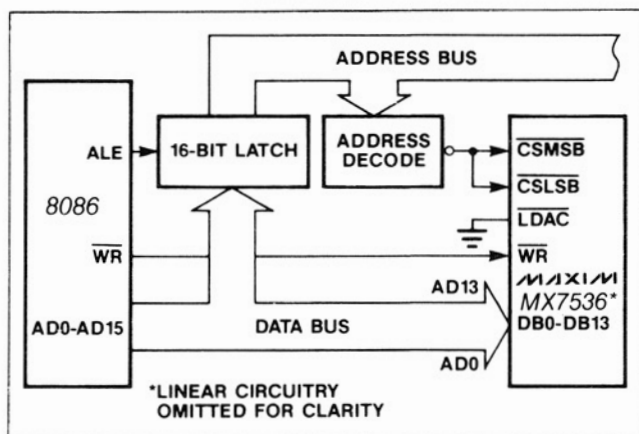 ADDRESS BUS
ALE
16-BIT LATCH
ADDRESS
DECODE
CSMSB
CSLSB
8086
LDAC
WR
WR
MAXIM
AD13
MX7536*
AD0-AD15
DATA BUS
DB0-DB13
AD0
*LINEAR CIRCUITRY
OMITTED FOR CLARITY